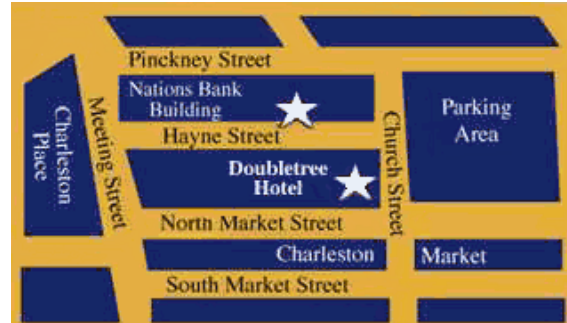 Pinckney Street
Nations Bank
Building
Hayne Street
Charleston
Place
Meeting Street
Church Street
Parking
Area
Doubletree
Hotel
North Market Street
Charleston
Market
South Market Street